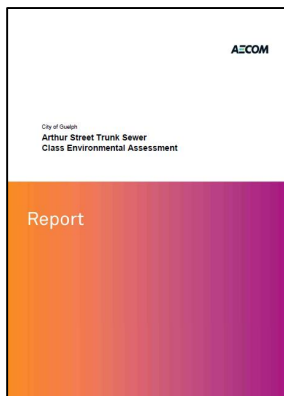 AECOM
City of Guelph
Arthur Street Trunk Sewer
Class Environmental Assessment
Report